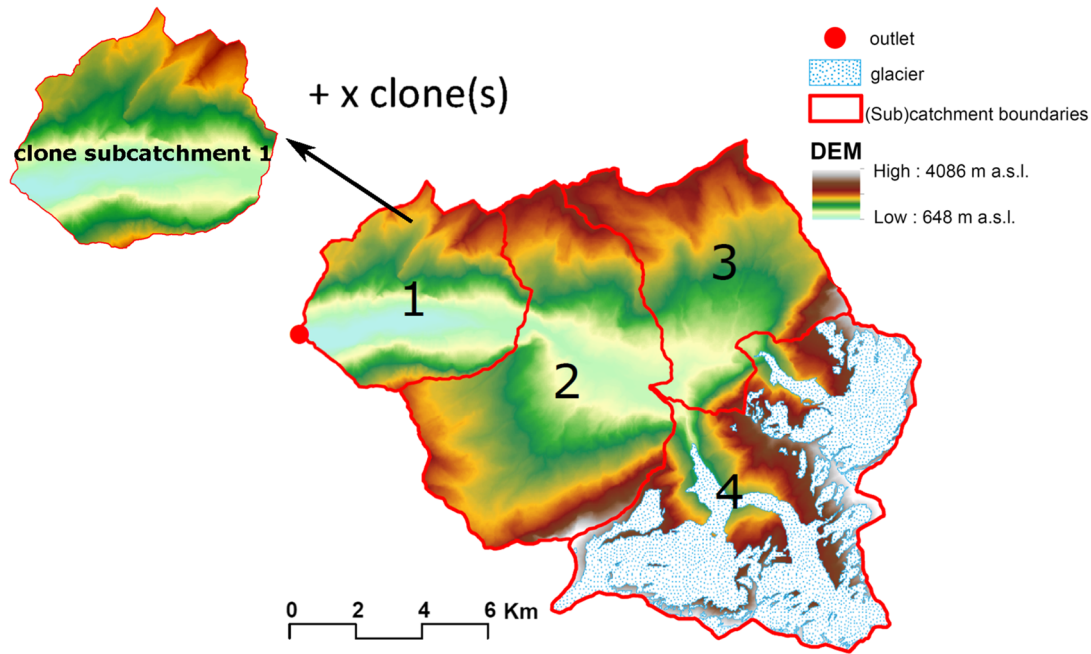 clone subcatchment 1
+ x clone(s)
outlet
glacier
(Sub)catchment boundaries
DEM
High : 4086 m a.s.l.
Low : 648 m a.s.l.
1
2
3
4
0 2 4 6 Km